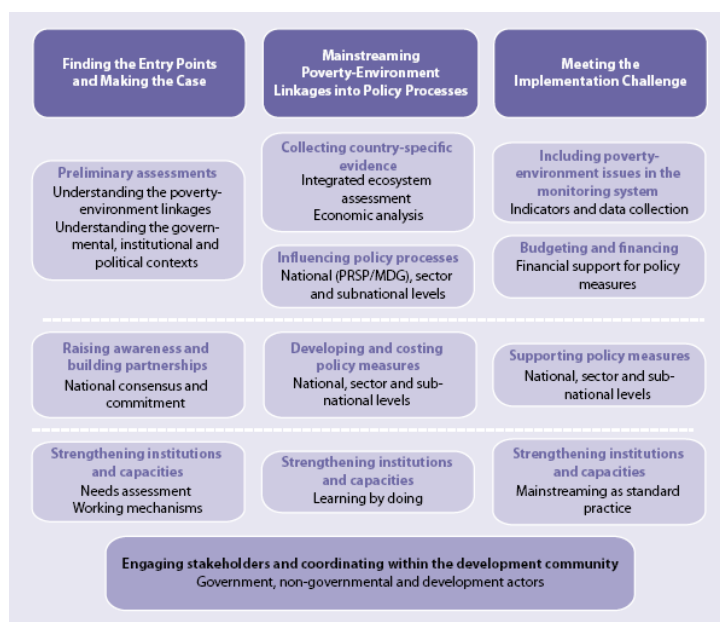 Finding the Entry Points
and Making the Case
Mainstreaming
Poverty-Environment
Linkages into Policy Processes
Meeting the
Implementation Challenge
Preliminary assessments
Understanding the poverty-
environment linkages
Understanding the govern-
mental, institutional and
political contexts
Collecting country-specific
evidence
Integrated ecosystem
assessment
Economic analysis
Influencing policy processes
National (PRSP/MDG), sector
and subnational levels
Including poverty-
environment issues in the
monitoring system
Indicators and data collection
Budgeting and financing
Financial support for policy
measures
Raising awareness and
building partnerships
National consensus and
commitment
Developing and costing
policy measures
National, sector and sub-
national levels
Supporting policy measures
National, sector and sub-
national levels
Strengthening institutions
and capacities
Needs assessment
Working mechanisms
Strengthening institutions
and capacities
Learning by doing
Strengthening institutions
and capacities
Mainstreaming as standard
practice
Engaging stakeholders and coordinating within the development community
Government, non-governmental and development actors